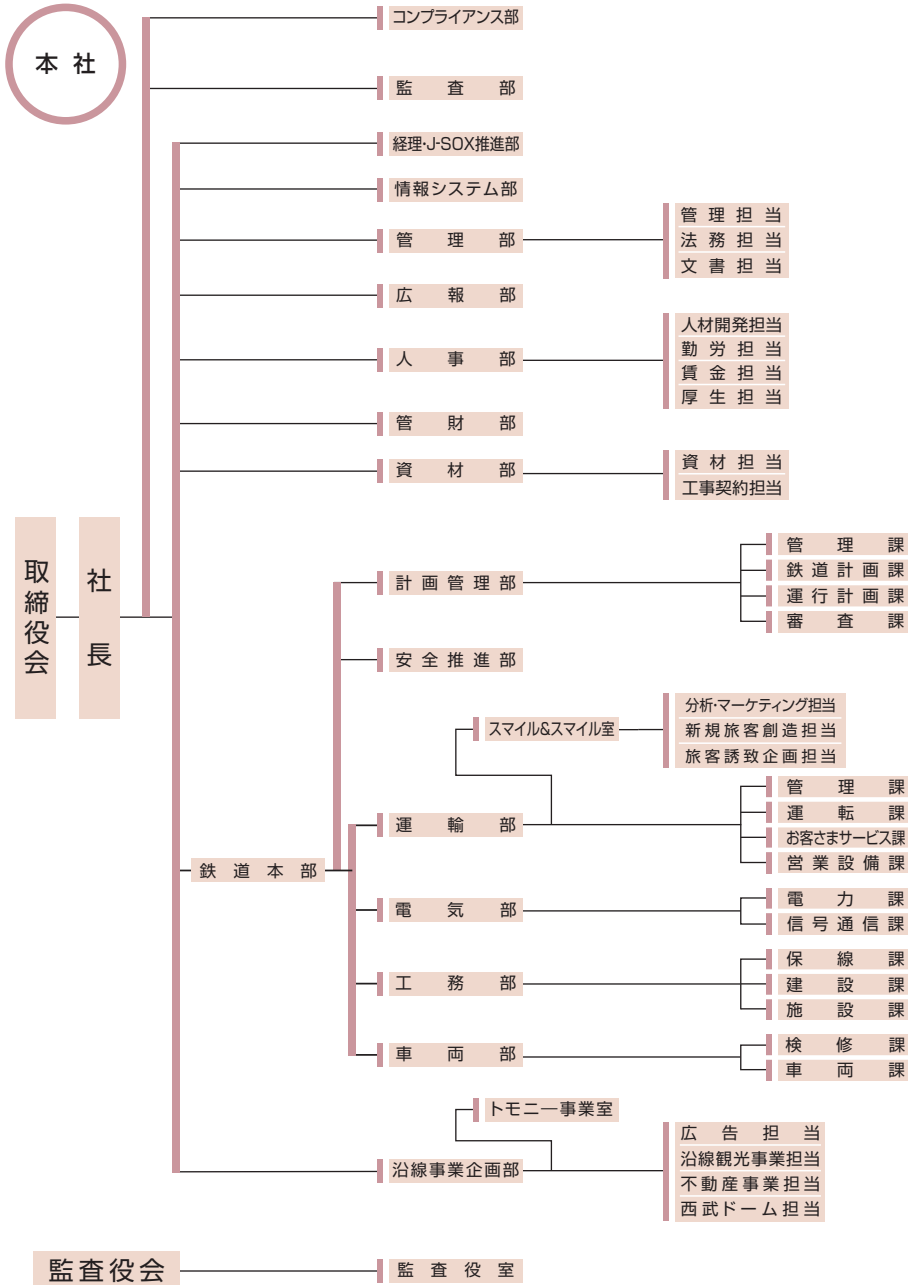 本社
コンプライアンス部
監査部
経理・J-SOX推進部
情報システム部
管理部
管理担当
法務担当
文書担当
広報部
人事部
人材開発担当
勤労担当
賃金担当
厚生担当
管財部
資材部
資材担当
工事契約担当
取締役会
社長
計画管理部
管理課
鉄道計画課
運行計画課
審査課
安全推進部
スマイル&スマイル室
分析・マーケティング担当
新規旅客創造担当
旅客誘致企画担当
鉄道本部
運輸部
管理課
運転課
お客さまサービス課
営業設備課
電気部
電力課
信号通信課
工務部
保線課
建設課
施設課
車両部
検修課
車両課
トモニー事業室
沿線事業企画部
広告担当
沿線観光事業担当
不動産事業担当
西武ドーム担当
監査役会
監査役室